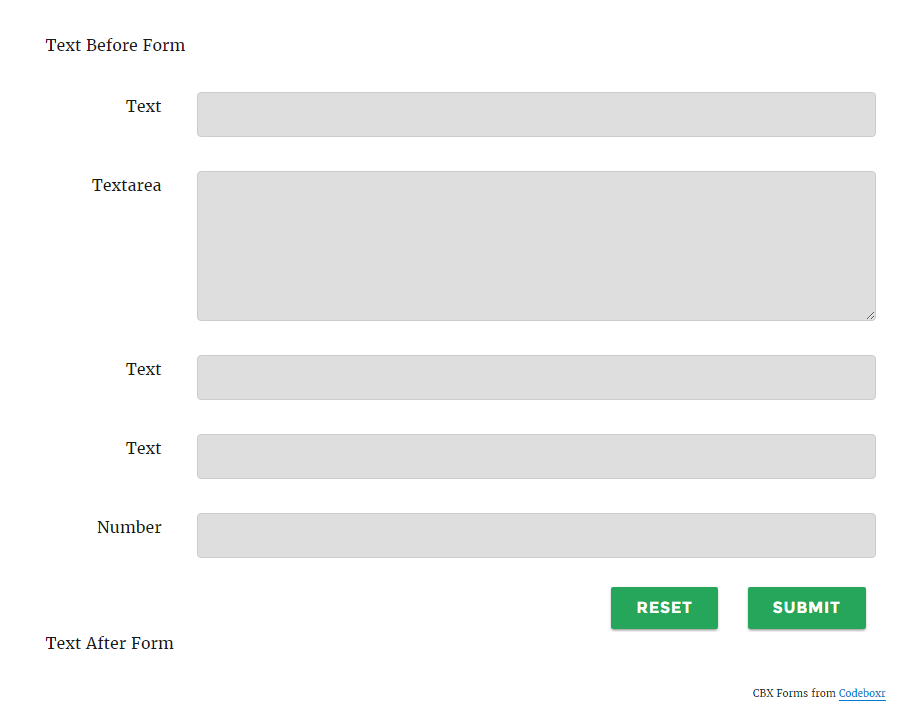 Text Before Form
Text
Textarea
Text
Text
Number
RESET SUBMIT
Text After Form
CBX Forms from Codeboxr